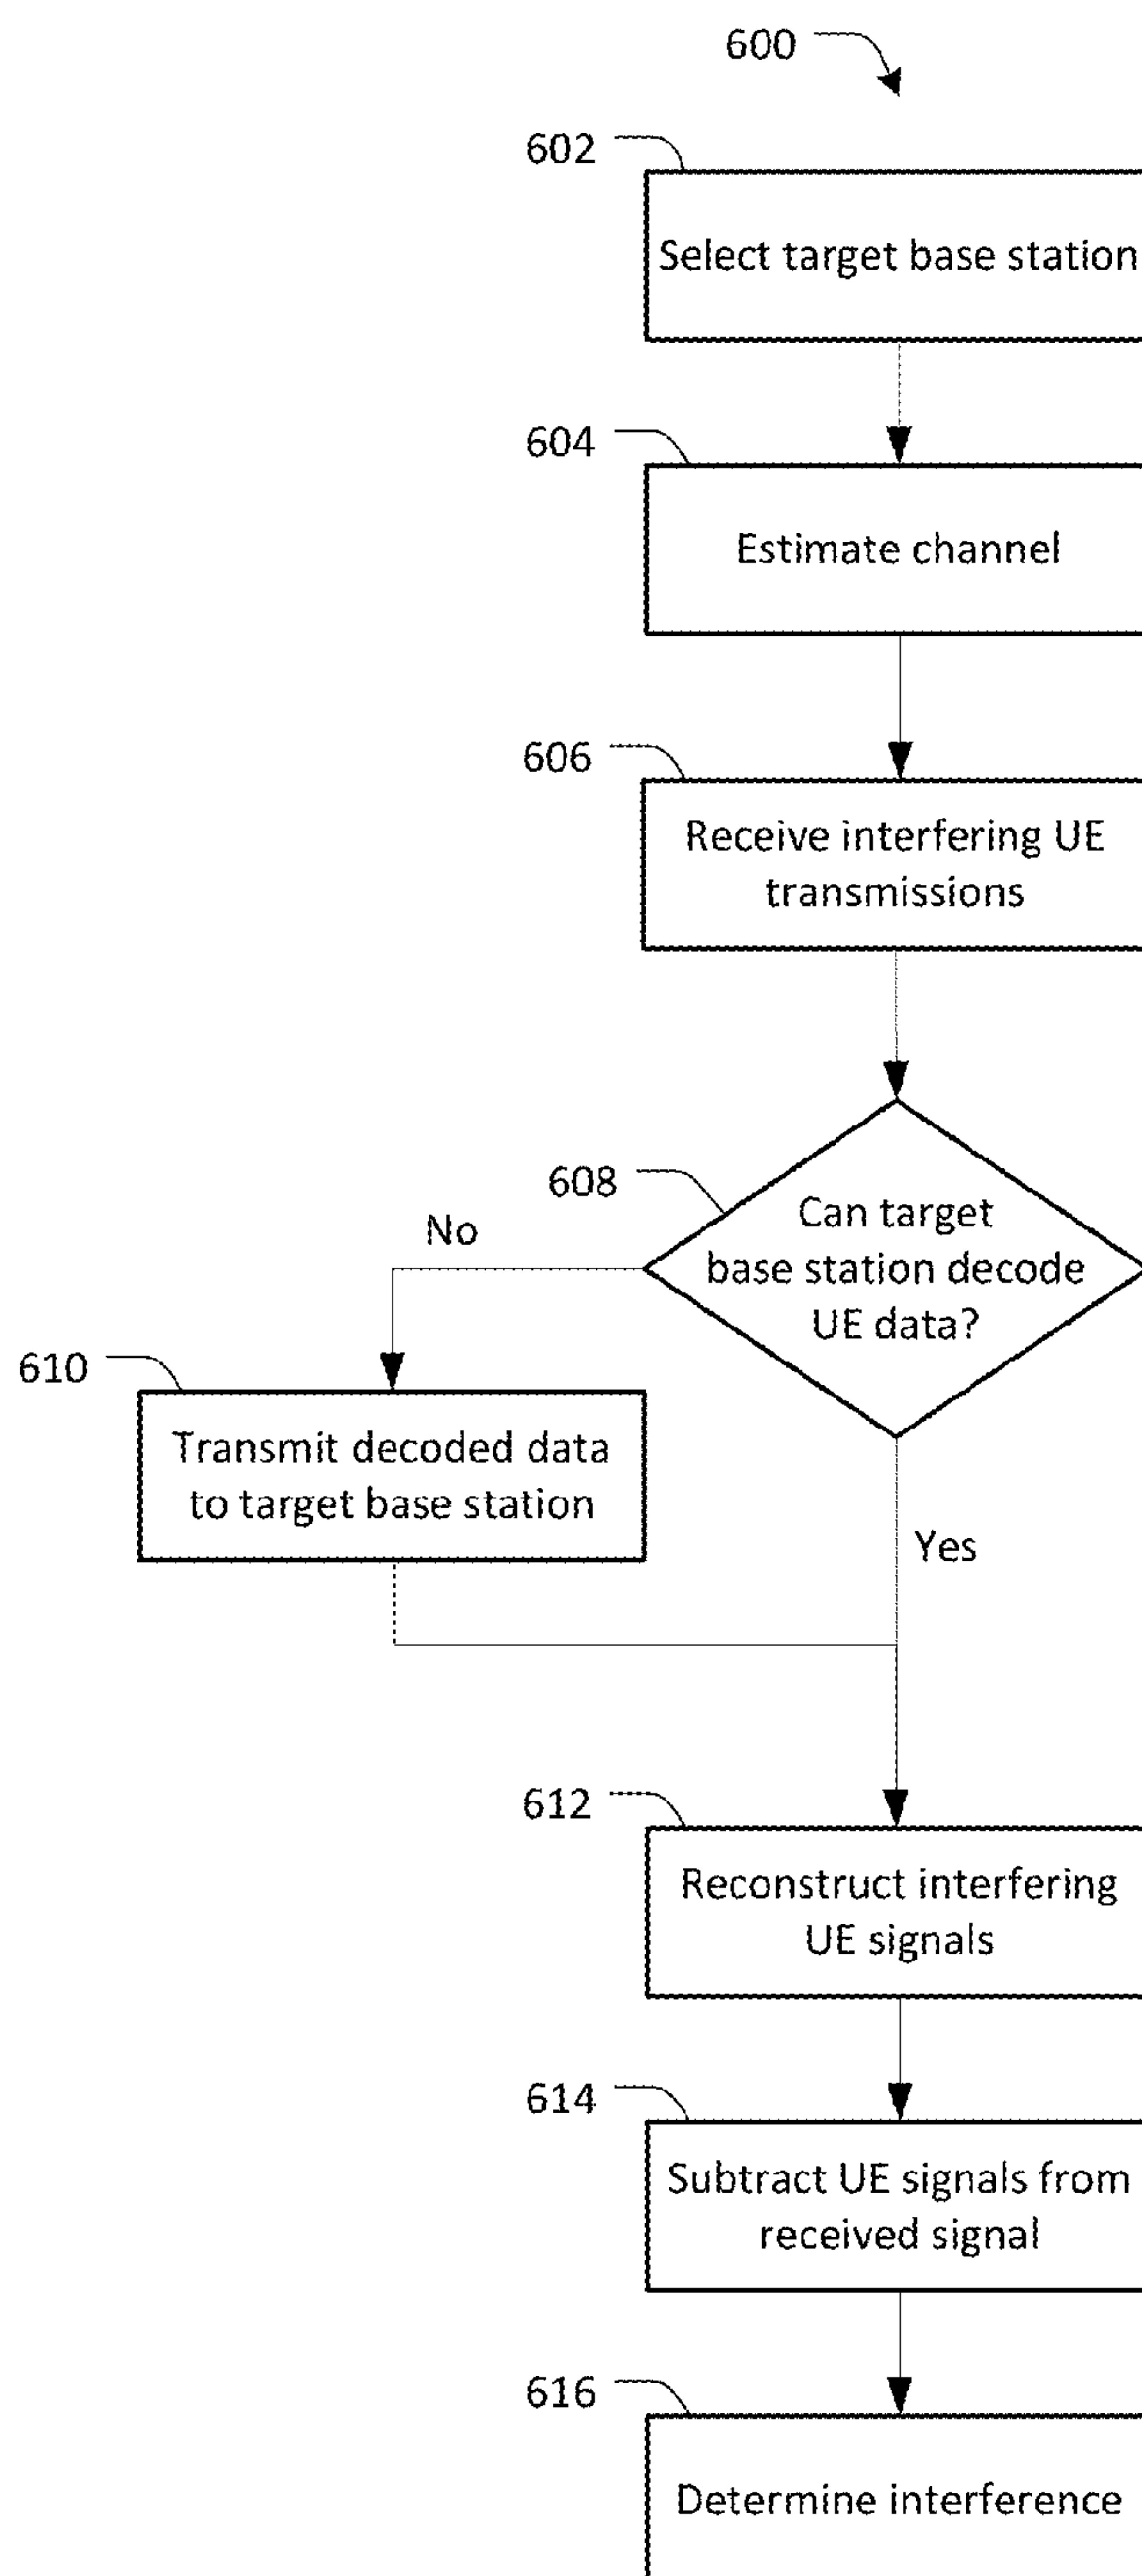 600
602
Select target base station
604
Estimate channel
606
Receive interfering UE
transmissions
608
Can target
base station decode
UE data?
No
610
Transmit decoded data
to target base station
Yes
612
Reconstruct interfering
UE signals
614
Subtract UE signals from
received signal
616
Determine interference